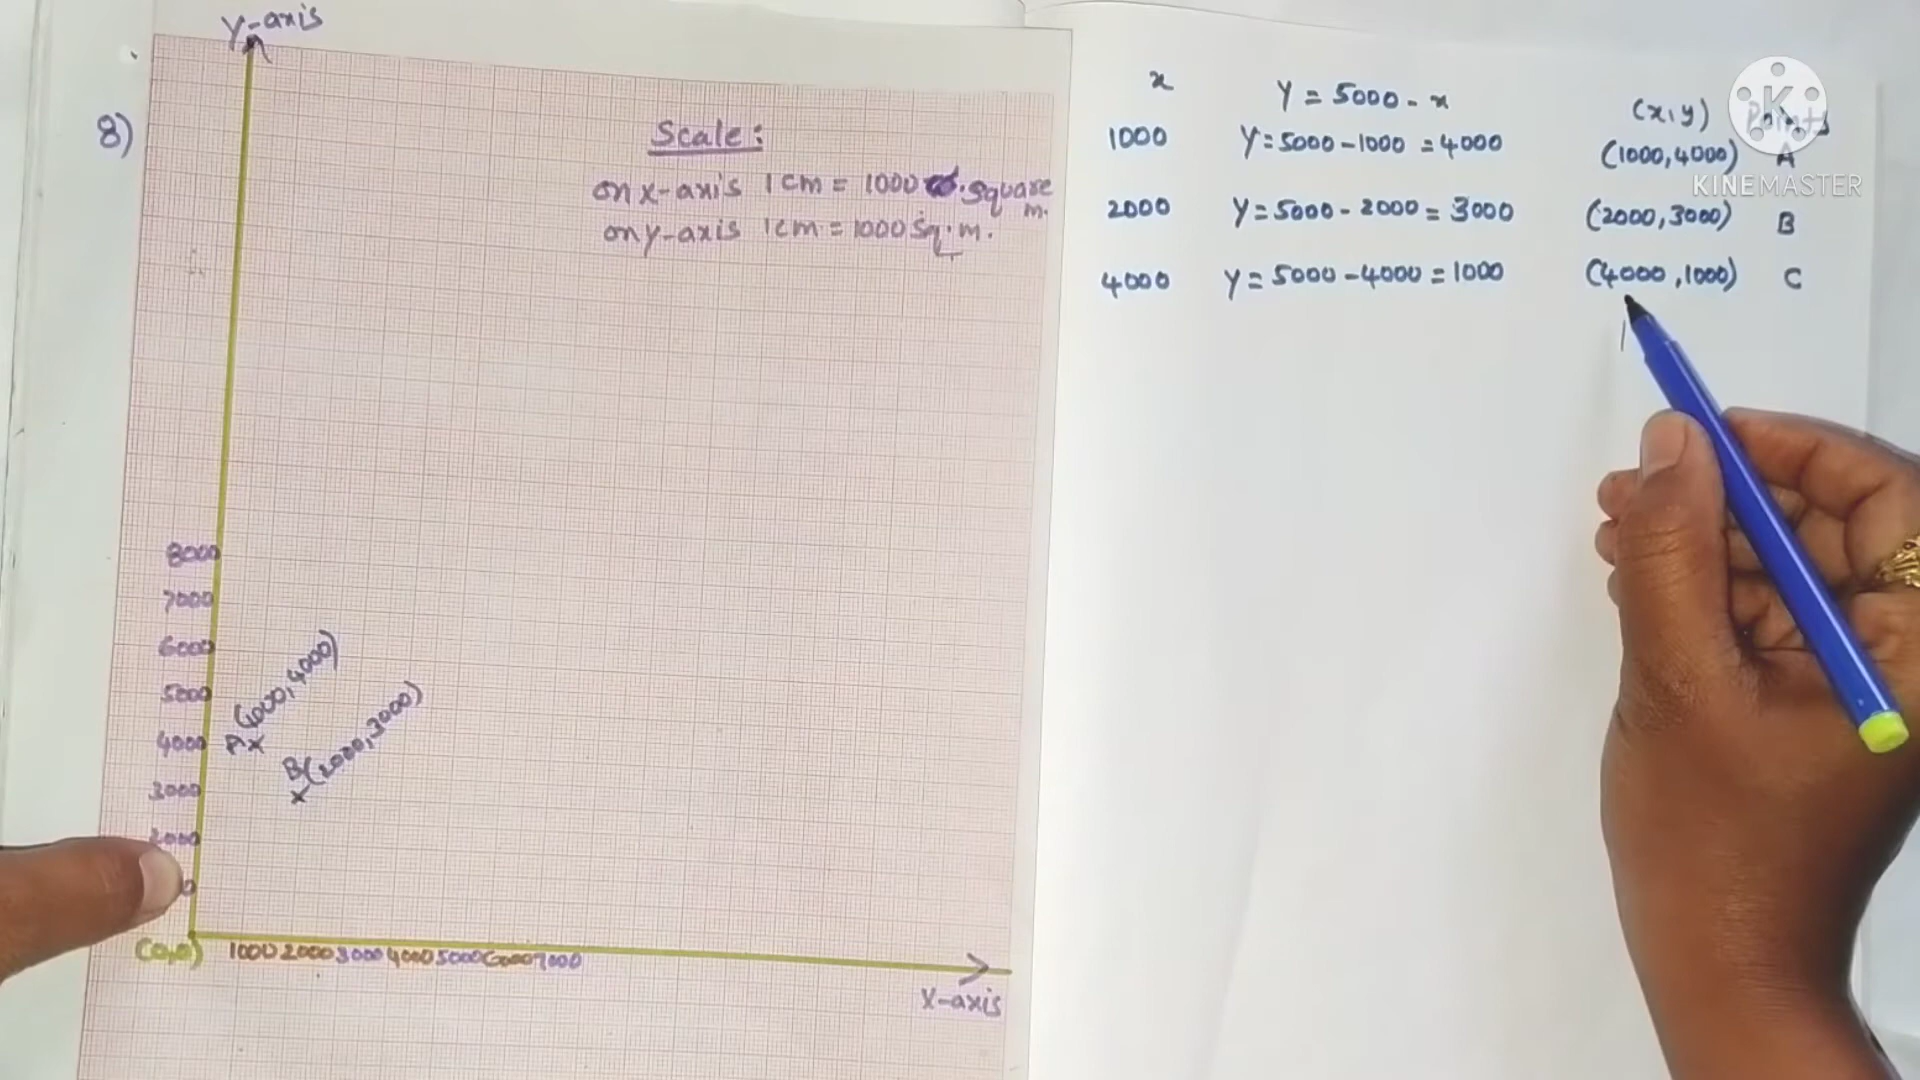 Y-axis
8)
Scale:
on x-axis 1cm = 1000 square m.
on y-axis 1cm = 1000 Sq.m.
8000
7000
6000
5000
4000
3000
2000
A (1000,4000)
x
B(2000,3000)
x
(0,0) 1000 2000 3000 4000 5000 6000 7000
X-axis
x Y = 5000 - x (x,y) Points
1000 Y = 5000 - 1000 = 4000 (1000,4000) A
2000 Y = 5000 - 2000 = 3000 (2000,3000) B
4000 Y = 5000 - 4000 = 1000 (4000,1000) C
K
KINEMASTER